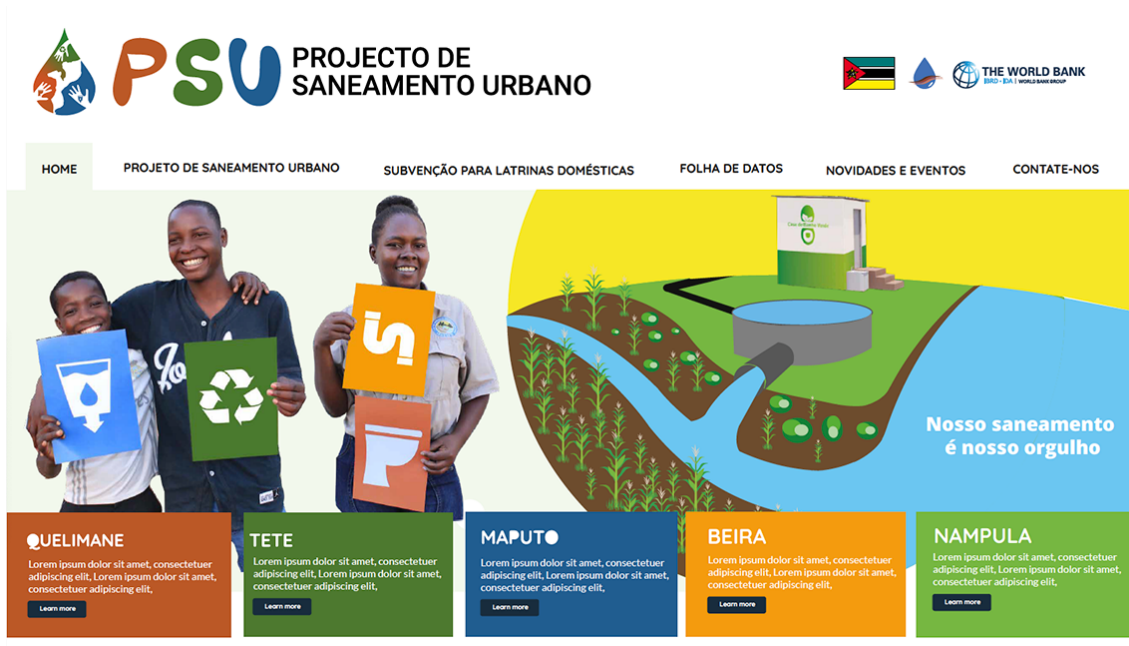 PSU
PROJECTO DE
SANEAMENTO URBANO
THE WORLD BANK
IBRD - IDA | WORLD BANK GROUP
HOME
PROJETO DE SANEAMENTO URBANO
SUBVENÇÃO PARA LATRINAS DOMÉSTICAS
FOLHA DE DATOS
NOVIDADES E EVENTOS
CONTATE-NOS
Nosso saneamento
é nosso orgulho
QUELIMANE
Lorem ipsum dolor sit amet, consectetuer
adipiscing elit, Lorem ipsum dolor sit amet,
consectetuer adipiscing elit,
Learn more
TETE
Lorem ipsum dolor sit amet, consectetuer
adipiscing elit, Lorem ipsum dolor sit amet,
consectetuer adipiscing elit,
Learn more
MAPUTO
Lorem ipsum dolor sit amet, consectetuer
adipiscing elit, Lorem ipsum dolor sit amet,
consectetuer adipiscing elit,
Learn more
BEIRA
Lorem ipsum dolor sit amet, consectetuer
adipiscing elit, Lorem ipsum dolor sit amet,
consectetuer adipiscing elit,
Learn more
NAMPULA
Lorem ipsum dolor sit amet, consectetuer
adipiscing elit, Lorem ipsum dolor sit amet,
consectetuer adipiscing elit,
Learn more